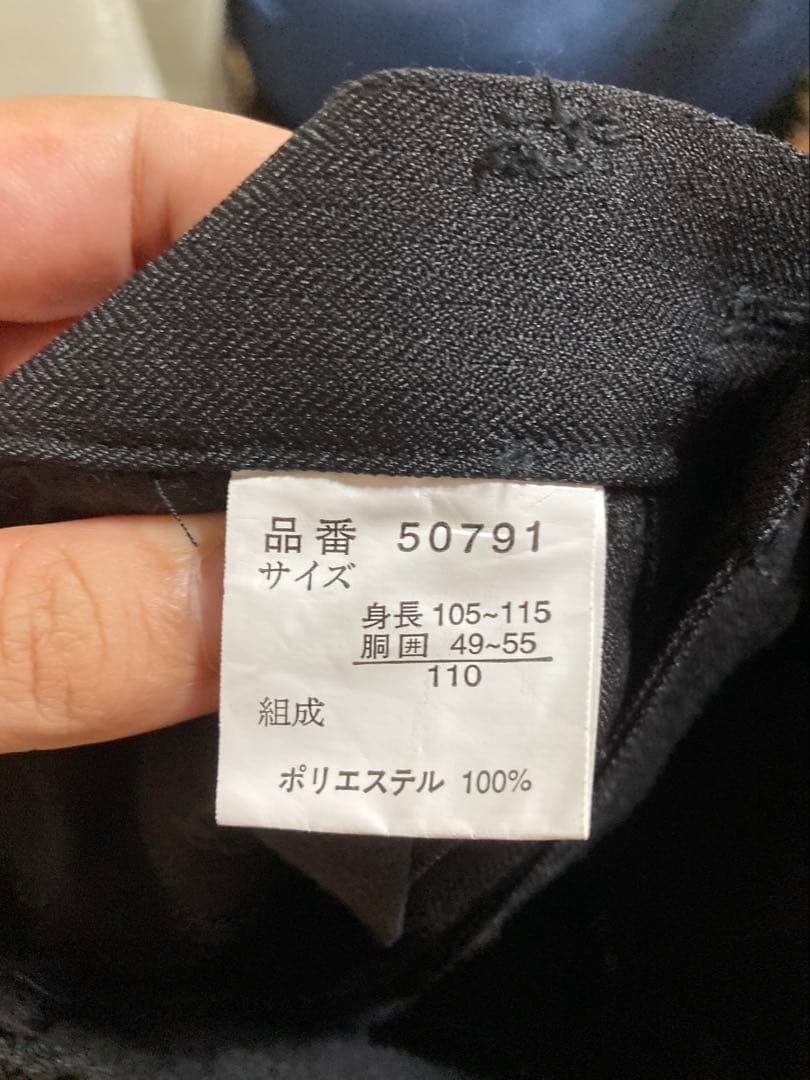 品番 50791
サイズ
身長 105~115
胴囲 49~55
110
組成
ポリエステル 100%